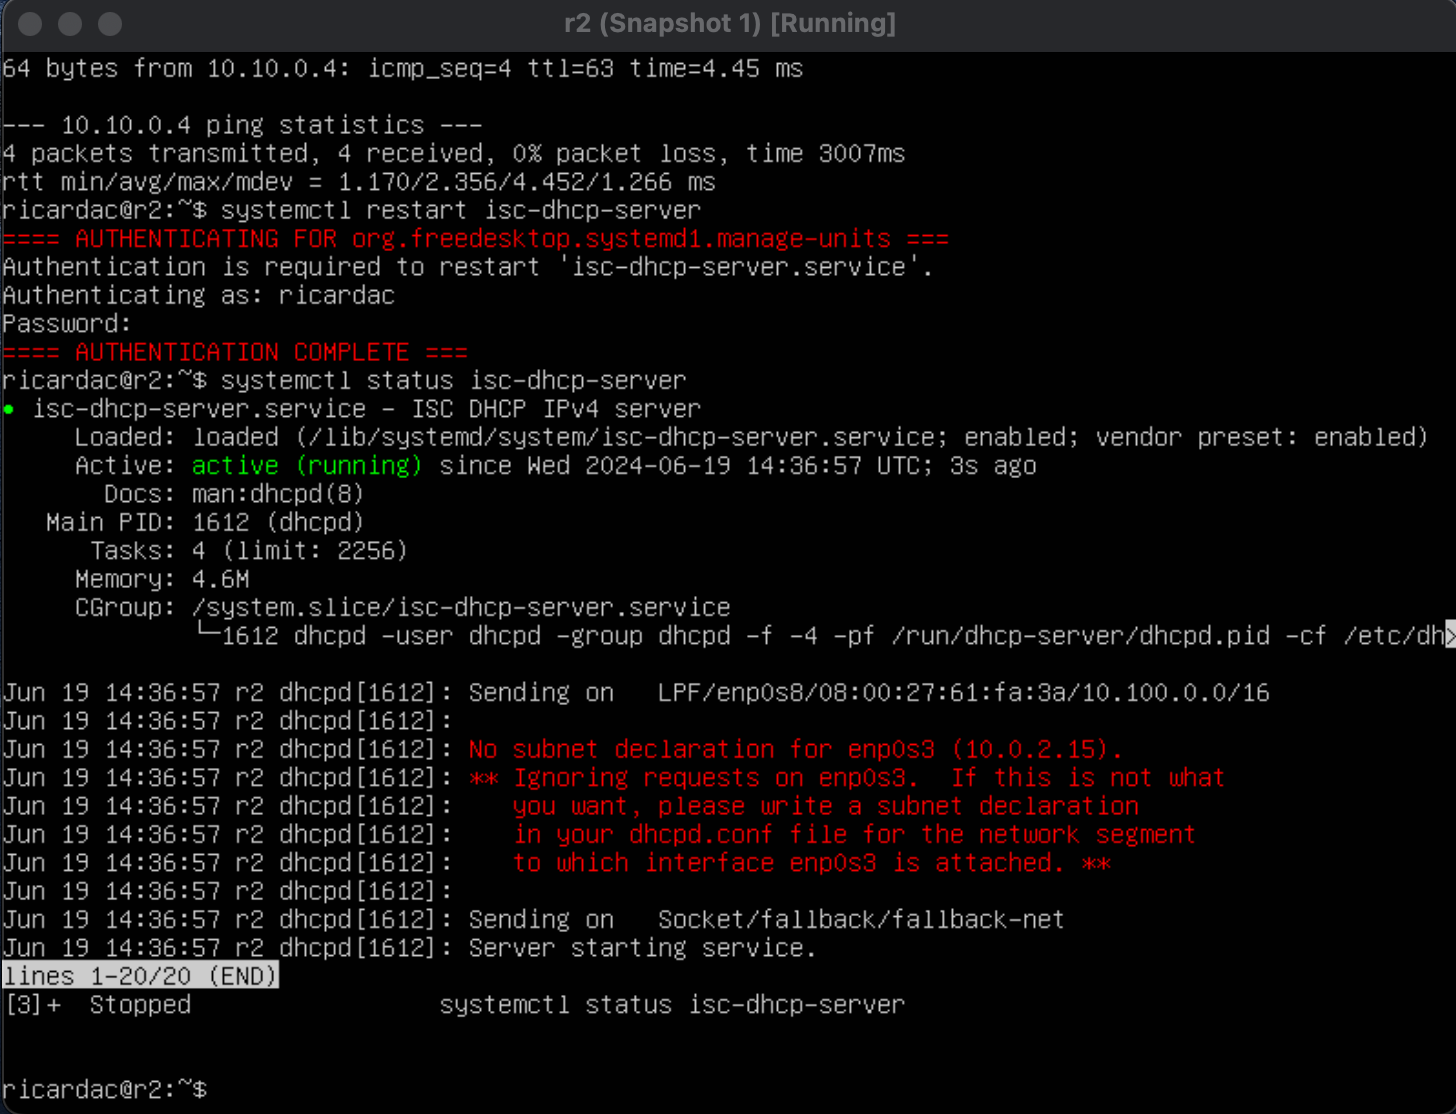 r2 (Snapshot 1) [Running]
64 bytes from 10.10.0.4: icmp_seq=4 ttl=63 time=4.45 ms
--- 10.10.0.4 ping statistics ---
4 packets transmitted, 4 received, 0% packet loss, time 3007ms
rtt min/avg/max/mdev = 1.170/2.356/4.452/1.266 ms
ricardac@r2:~$ systemctl restart isc-dhcp-server
==== AUTHENTICATING FOR org.freedesktop.systemd1.manage-units ===
Authentication is required to restart 'isc-dhcp-server.service'.
Authenticating as: ricardac
Password:
==== AUTHENTICATION COMPLETE ===
ricardac@r2:~$ systemctl status isc-dhcp-server
● isc-dhcp-server.service - ISC DHCP IPv4 server
     Loaded: loaded (/lib/systemd/system/isc-dhcp-server.service; enabled; vendor preset: enabled)
     Active: active (running) since Wed 2024-06-19 14:36:57 UTC; 3s ago
       Docs: man:dhcpd(8)
   Main PID: 1612 (dhcpd)
      Tasks: 4 (limit: 2256)
     Memory: 4.6M
     CGroup: /system.slice/isc-dhcp-server.service
             └─1612 dhcpd -user dhcpd -group dhcpd -f -4 -pf /run/dhcp-server/dhcpd.pid -cf /etc/dh>
Jun 19 14:36:57 r2 dhcpd[1612]: Sending on   LPF/enp0s8/08:00:27:61:fa:3a/10.100.0.0/16
Jun 19 14:36:57 r2 dhcpd[1612]:
Jun 19 14:36:57 r2 dhcpd[1612]: No subnet declaration for enp0s3 (10.0.2.15).
Jun 19 14:36:57 r2 dhcpd[1612]: ** Ignoring requests on enp0s3.  If this is not what
Jun 19 14:36:57 r2 dhcpd[1612]:    you want, please write a subnet declaration
Jun 19 14:36:57 r2 dhcpd[1612]:    in your dhcpd.conf file for the network segment
Jun 19 14:36:57 r2 dhcpd[1612]:    to which interface enp0s3 is attached. **
Jun 19 14:36:57 r2 dhcpd[1612]:
Jun 19 14:36:57 r2 dhcpd[1612]: Sending on   Socket/fallback/fallback-net
Jun 19 14:36:57 r2 dhcpd[1612]: Server starting service.
lines 1-20/20 (END)
[3]+  Stopped                 systemctl status isc-dhcp-server
ricardac@r2:~$